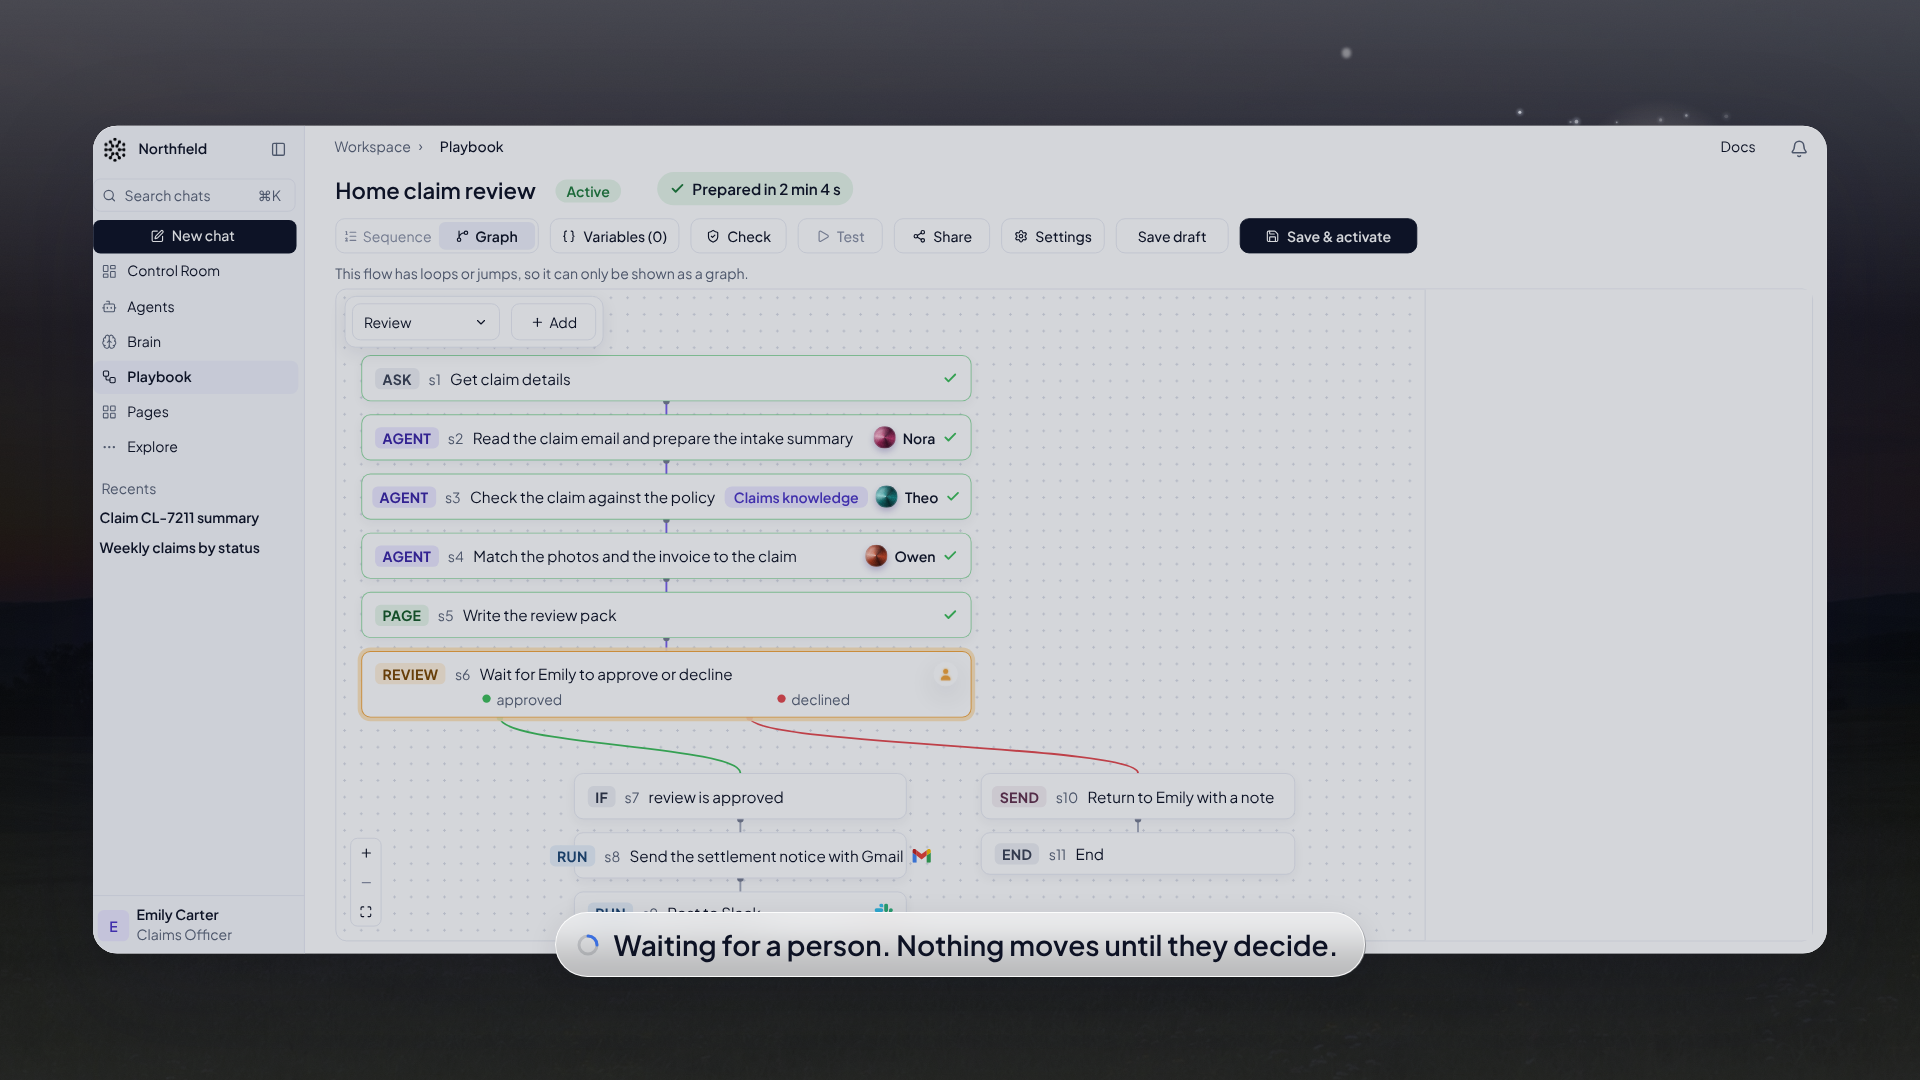 Northfield
Search chats ⌘K
New chat
Control Room
Agents
Brain
Playbook
Pages
Explore
Recents
Claim CL-7211 summary
Weekly claims by status
E
Emily Carter
Claims Officer
Workspace › Playbook
Docs
Home claim review
Active
Prepared in 2 min 4 s
Sequence
Graph
Variables (0)
Check
Test
Share
Settings
Save draft
Save & activate
This flow has loops or jumps, so it can only be shown as a graph.
Review
+ Add
ASK s1 Get claim details
AGENT s2 Read the claim email and prepare the intake summary Nora
AGENT s3 Check the claim against the policy Claims knowledge Theo
AGENT s4 Match the photos and the invoice to the claim Owen
PAGE s5 Write the review pack
REVIEW s6 Wait for Emily to approve or decline
approved declined
IF s7 review is approved
SEND s10 Return to Emily with a note
RUN s8 Send the settlement notice with Gmail
END s11 End
RUN s9 Post to Slack
Waiting for a person. Nothing moves until they decide.